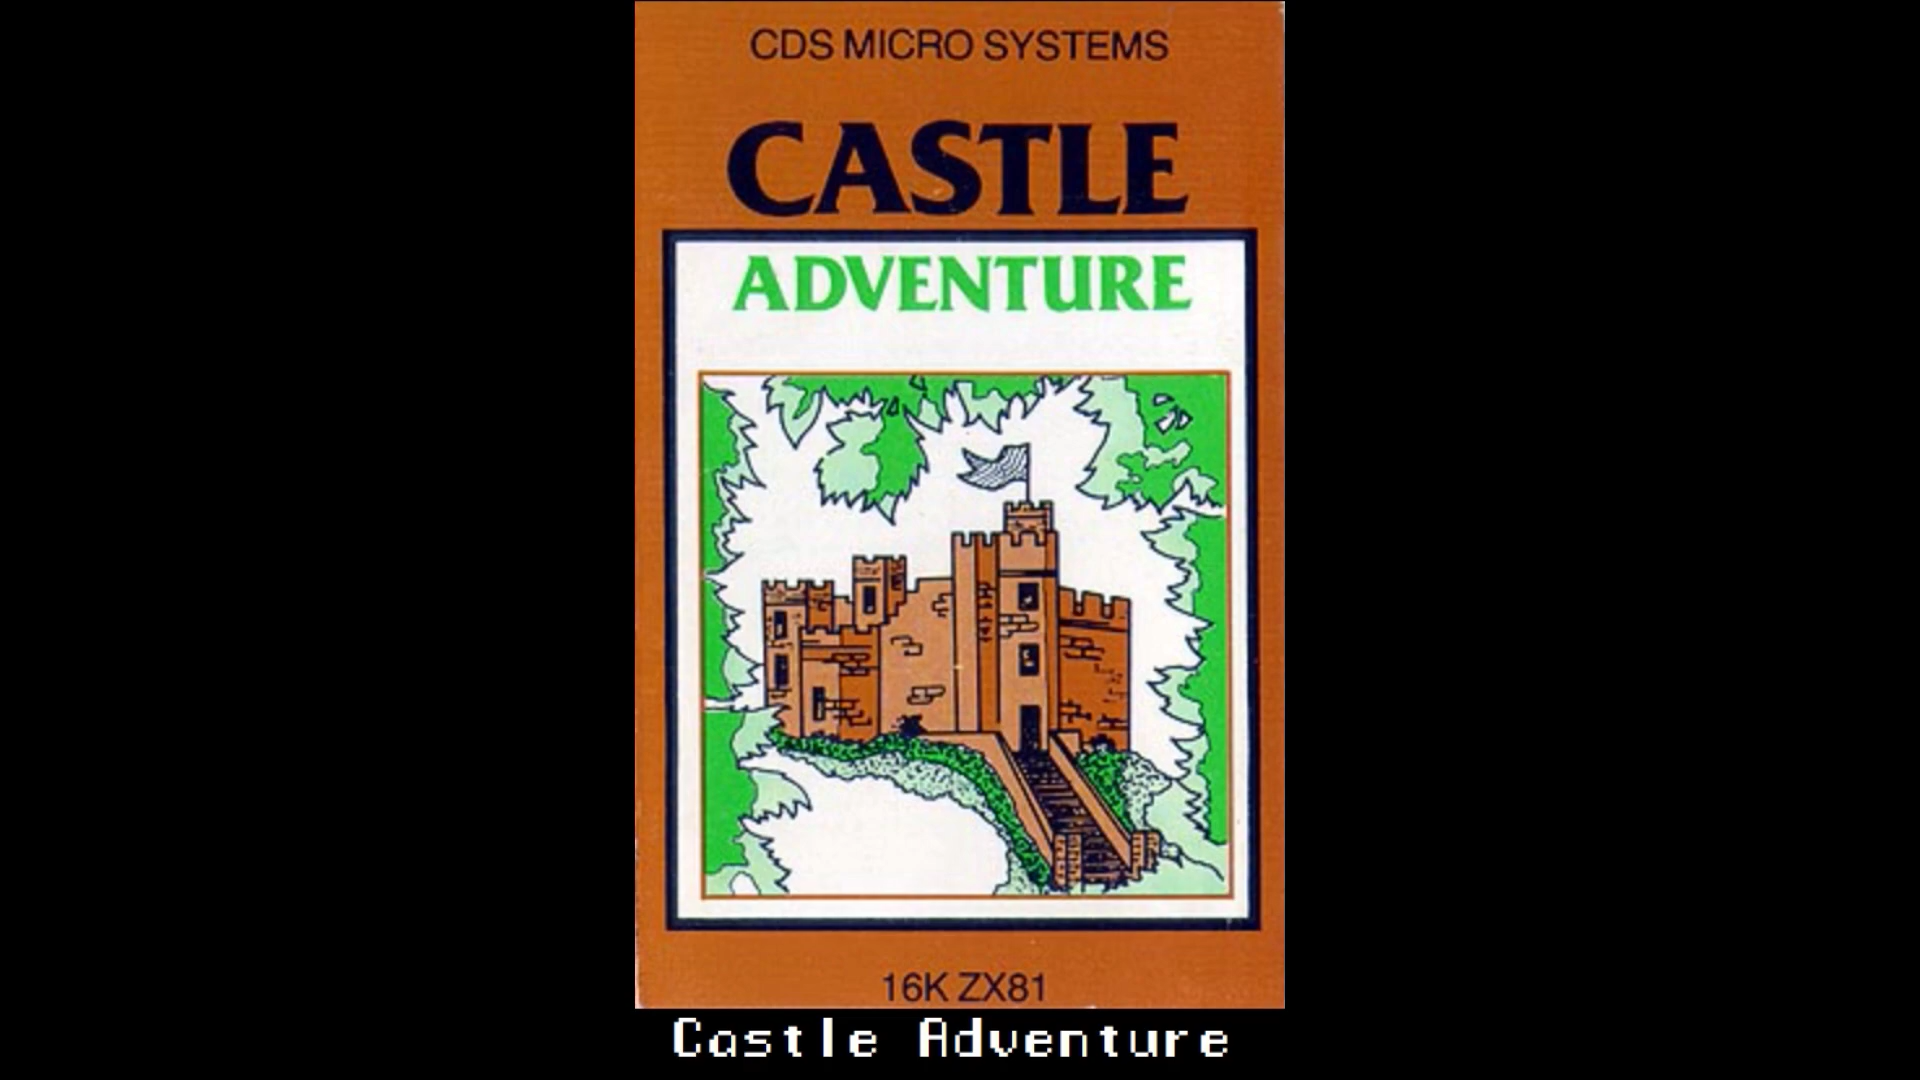 CDS MICRO SYSTEMS
CASTLE
ADVENTURE
16K ZX81
Castle Adventure